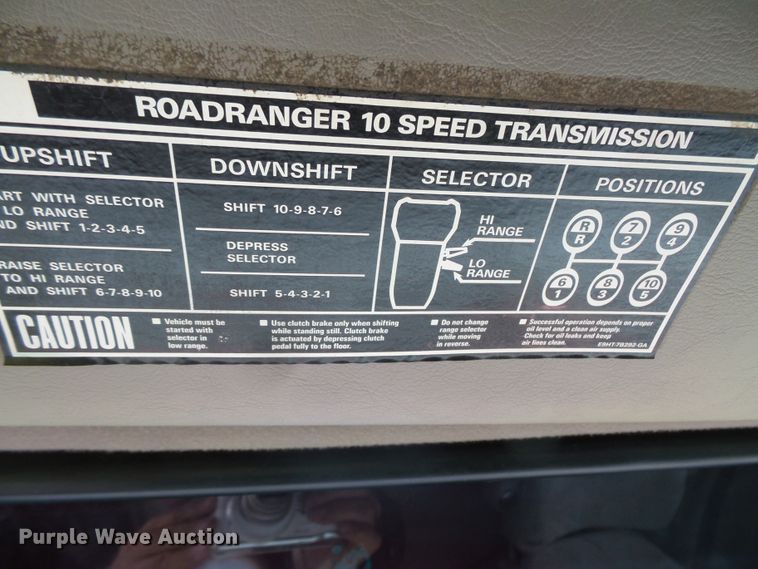 ROADRANGER 10 SPEED TRANSMISSION
UPSHIFT
ART WITH SELECTOR
LO RANGE
ND SHIFT 1-2-3-4-5
RAISE SELECTOR
TO HI RANGE
AND SHIFT 6-7-8-9-10
DOWNSHIFT
SHIFT 10-9-8-7-6
DEPRESS
SELECTOR
SHIFT 5-4-3-2-1
SELECTOR
HI
RANGE
LO
RANGE
POSITIONS
R 7 9
R 2 4
6 8 10
1 3 5
CAUTION
Vehicle must be
started with
selector in
low range.
Use clutch brake only when shifting
while standing still. Clutch brake
is actuated by depressing clutch
pedal fully to the floor.
Do not change
range selector
while moving
in reverse.
Successful operation depends on proper
oil level and a clean air supply.
Check for oil leaks and keep
air lines clean.
E9HT-7B292-GA
Purple Wave Auction